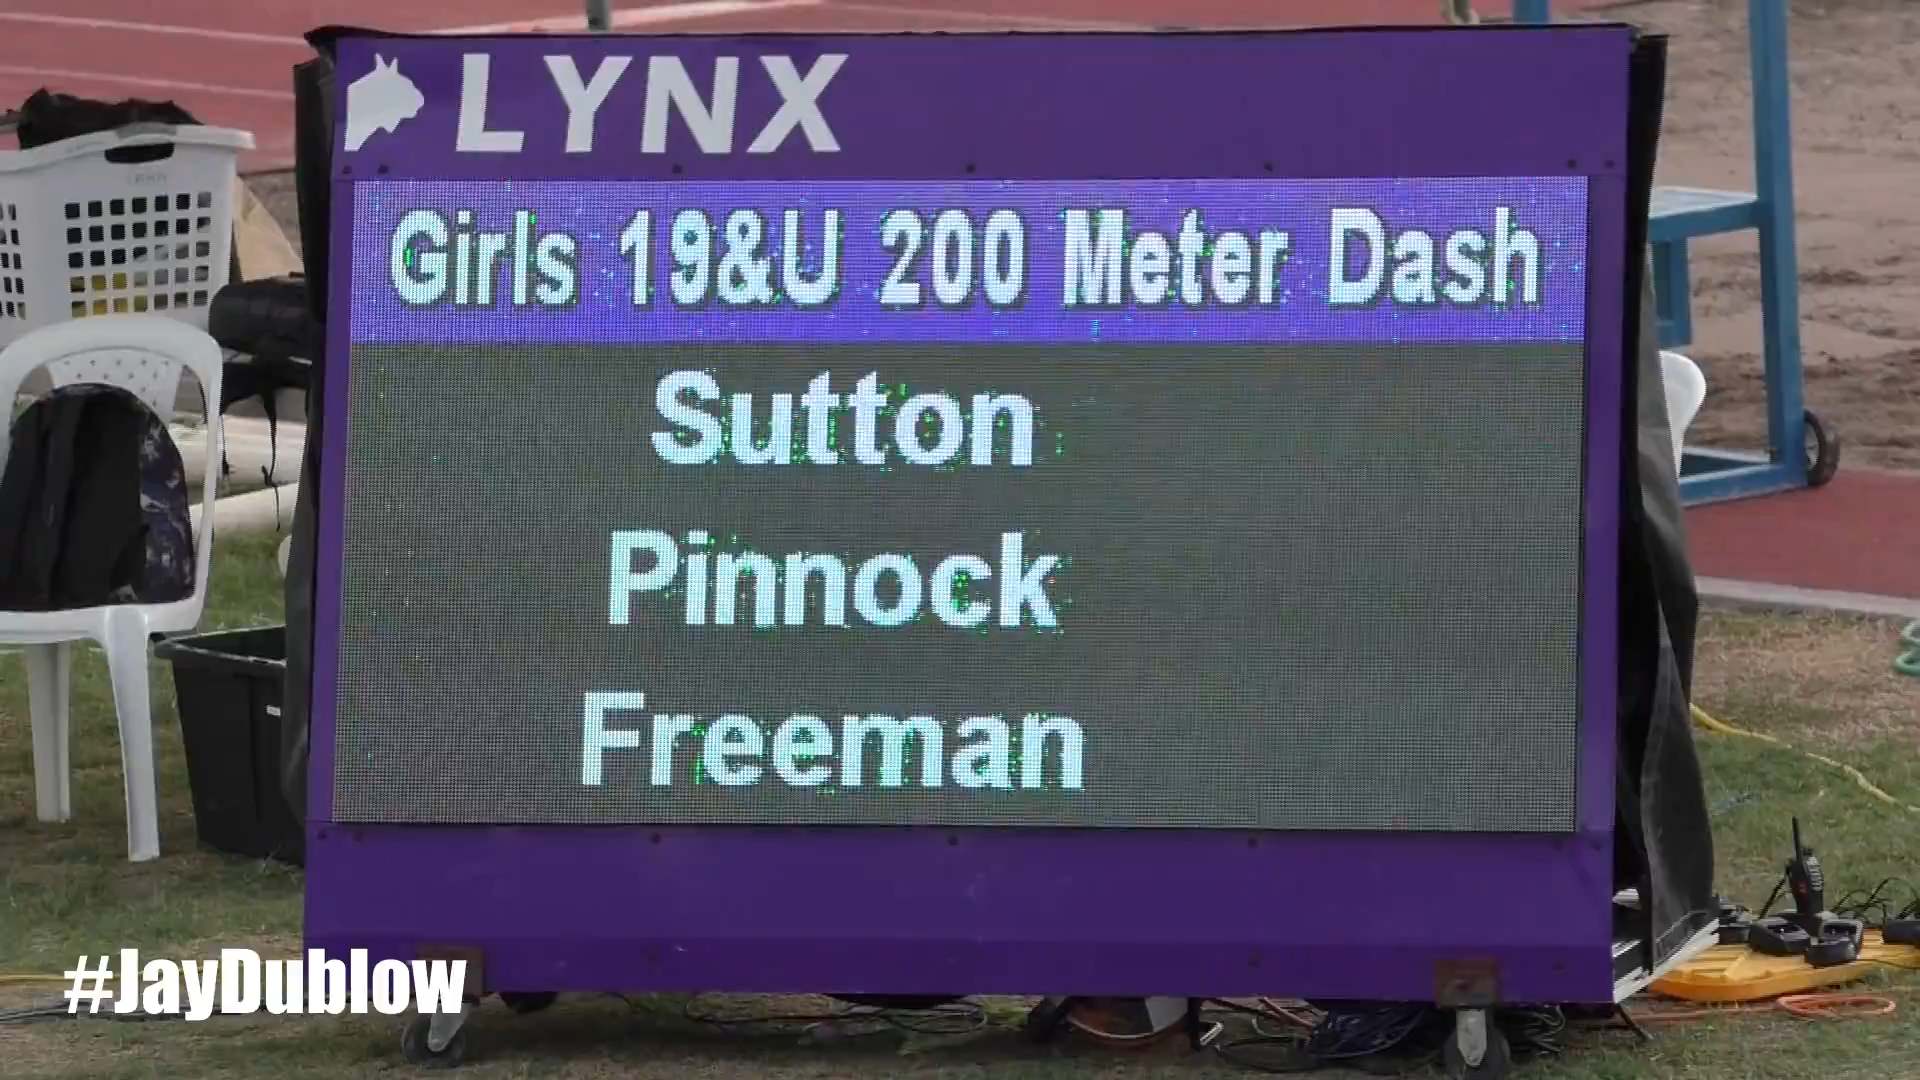 LYNX
Girls 19&U 200 Meter Dash
Sutton
Pinnock
Freeman
#JayDublow